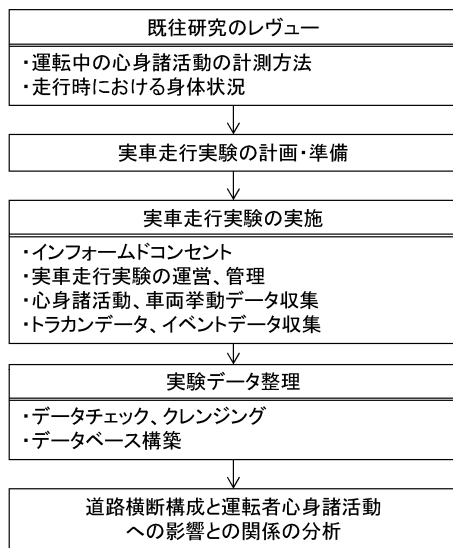 既往研究のレヴュー
・運転中の心身諸活動の計測方法
・走行時における身体状況
実車走行実験の計画・準備
実車走行実験の実施
・インフォームドコンセント
・実車走行実験の運営、管理
・心身諸活動、車両挙動データ収集
・トラカンデータ、イベントデータ収集
実験データ整理
・データチェック、クレンジング
・データベース構築
道路横断構成と運転者心身諸活動
への影響との関係の分析